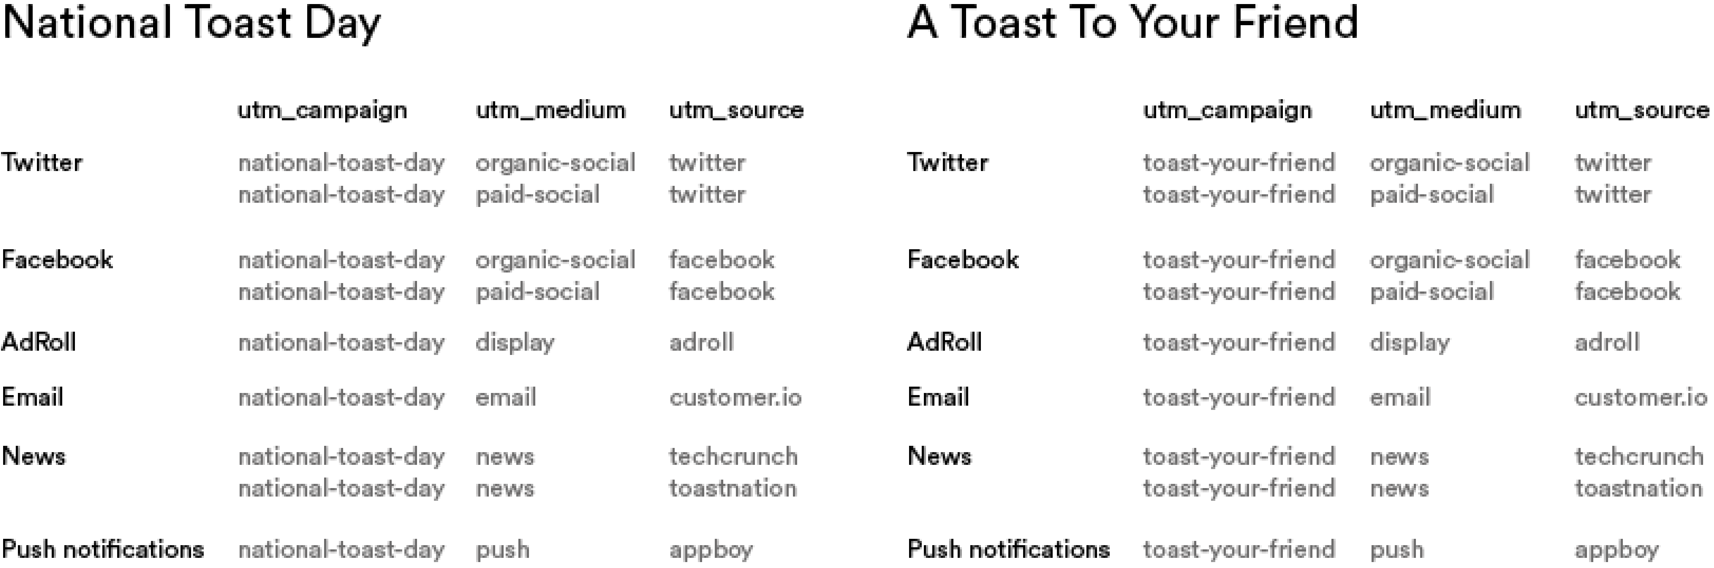 National Toast Day
utm_campaign utm_medium utm_source
Twitter national-toast-day organic-social twitter
national-toast-day paid-social twitter
Facebook national-toast-day organic-social facebook
national-toast-day paid-social facebook
AdRoll national-toast-day display adroll
Email national-toast-day email customer.io
News national-toast-day news techcrunch
national-toast-day news toastnation
Push notifications national-toast-day push appboy
A Toast To Your Friend
utm_campaign utm_medium utm_source
Twitter toast-your-friend organic-social twitter
toast-your-friend paid-social twitter
Facebook toast-your-friend organic-social facebook
toast-your-friend paid-social facebook
AdRoll toast-your-friend display adroll
Email toast-your-friend email customer.io
News toast-your-friend news techcrunch
toast-your-friend news toastnation
Push notifications toast-your-friend push appboy